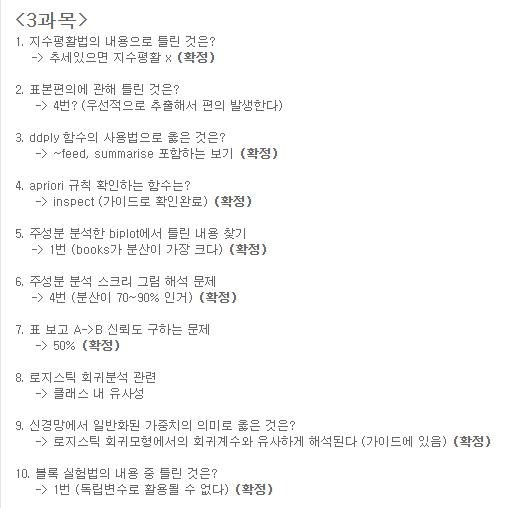 <3과목>
1. 지수평활법의 내용으로 틀린 것은?
-> 추세있으면 지수평활 x (확정)
2. 표본편의에 관해 틀린 것은?
-> 4번? (우선적으로 추출해서 편의 발생한다)
3. ddply 함수의 사용법으로 옳은 것은?
-> ~feed, summarise 포함하는 보기 (확정)
4. apriori 규칙 확인하는 함수는?
-> inspect (가이드로 확인완료) (확정)
5. 주성분 분석한 biplot에서 틀린 내용 찾기
-> 1번 (books가 분산이 가장 크다) (확정)
6. 주성분 분석 스크리 그림 해석 문제
-> 4번 (분산이 70~90% 인거) (확정)
7. 표 보고 A->B 신뢰도 구하는 문제
-> 50% (확정)
8. 로지스틱 회귀분석 관련
-> 클래스 내 유사성
9. 신경망에서 일반화된 가중치의 의미로 옳은 것은?
-> 로지스틱 회귀모형에서의 회귀계수와 유사하게 해석된다 (가이드에 있음) (확정)
10. 블록 실험법의 내용 중 틀린 것은?
-> 1번 (독립변수로 활용될 수 없다) (확정)